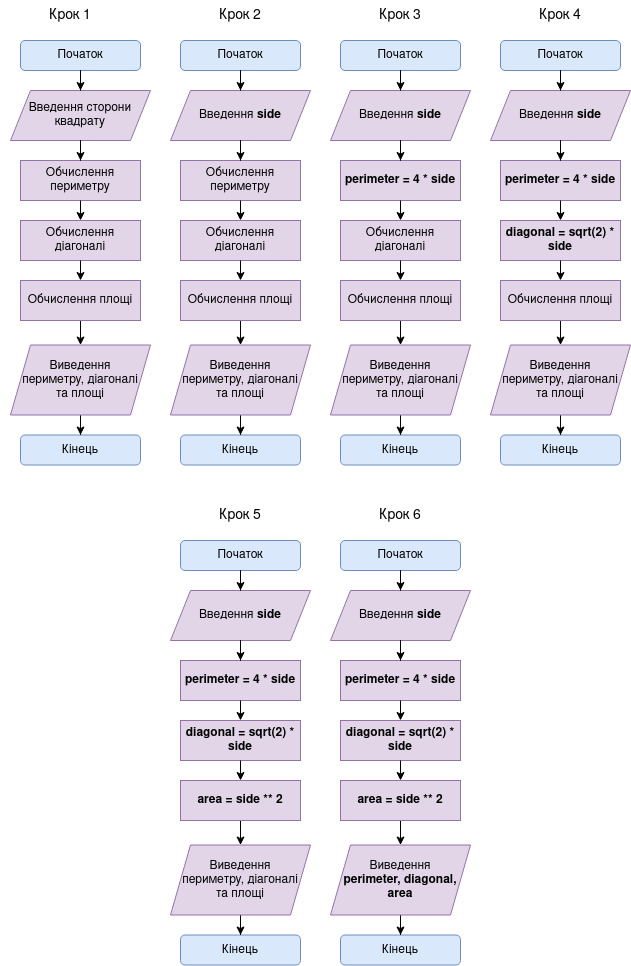 Крок 1
Початок
Введення сторони
квадрату
Обчислення
периметру
Обчислення
діагоналі
Обчислення площі
Виведення
периметру, діагоналі
та площі
Кінець
Крок 2
Початок
Введення side
Обчислення
периметру
Обчислення
діагоналі
Обчислення площі
Виведення
периметру, діагоналі
та площі
Кінець
Крок 3
Початок
Введення side
perimeter = 4 * side
Обчислення
діагоналі
Обчислення площі
Виведення
периметру, діагоналі
та площі
Кінець
Крок 4
Початок
Введення side
perimeter = 4 * side
diagonal = sqrt(2) *
side
Обчислення площі
Виведення
периметру, діагоналі
та площі
Кінець
Крок 5
Початок
Введення side
perimeter = 4 * side
diagonal = sqrt(2) *
side
area = side ** 2
Виведення
периметру, діагоналі
та площі
Кінець
Крок 6
Початок
Введення side
perimeter = 4 * side
diagonal = sqrt(2) *
side
area = side ** 2
Виведення
perimeter, diagonal,
area
Кінець